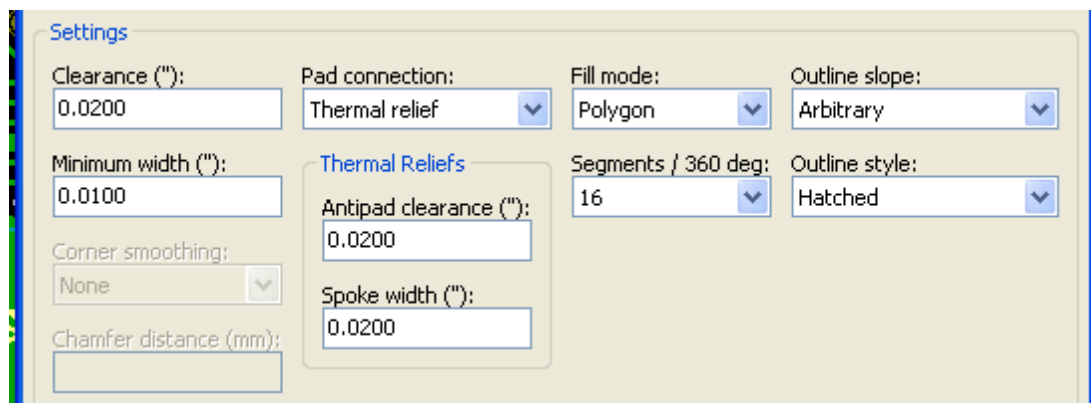 Settings
Clearance ("): Pad connection: Fill mode: Outline slope:
0.0200 Thermal relief Polygon Arbitrary
Minimum width ("): Thermal Reliefs Segments / 360 deg: Outline style:
0.0100 16 Hatched
Antipad clearance ("):
0.0200
Corner smoothing:
None
Spoke width ("):
0.0200
Chamfer distance (mm):